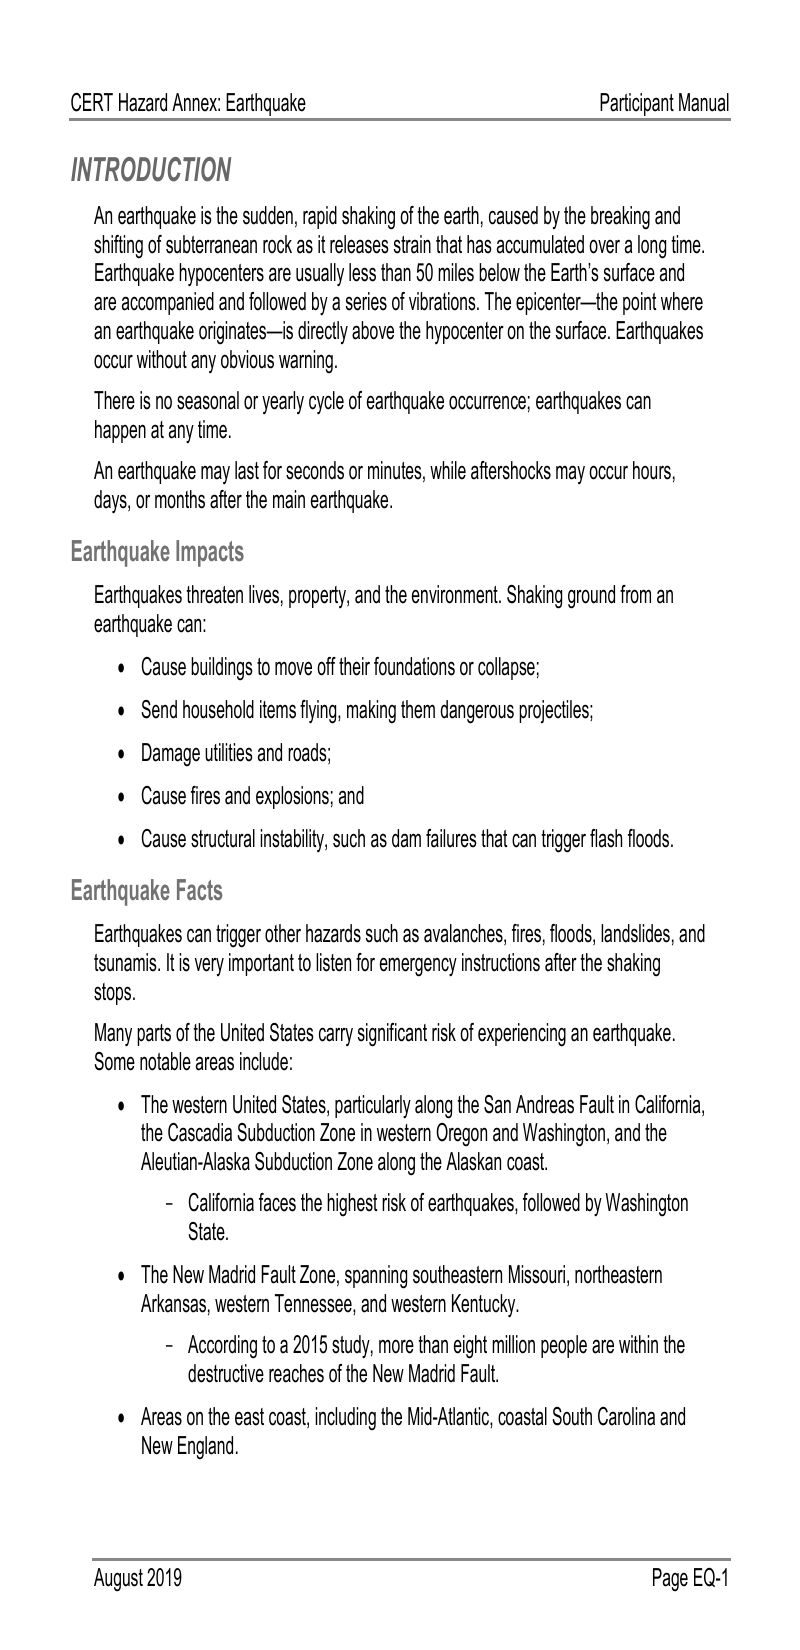 CERT Hazard Annex: Earthquake Participant Manual
INTRODUCTION
An earthquake is the sudden, rapid shaking of the earth, caused by the breaking and
shifting of subterranean rock as it releases strain that has accumulated over a long time.
Earthquake hypocenters are usually less than 50 miles below the Earth’s surface and
are accompanied and followed by a series of vibrations. The epicenter—the point where
an earthquake originates—is directly above the hypocenter on the surface. Earthquakes
occur without any obvious warning.
There is no seasonal or yearly cycle of earthquake occurrence; earthquakes can
happen at any time.
An earthquake may last for seconds or minutes, while aftershocks may occur hours,
days, or months after the main earthquake.
Earthquake Impacts
Earthquakes threaten lives, property, and the environment. Shaking ground from an
earthquake can:
• Cause buildings to move off their foundations or collapse;
• Send household items flying, making them dangerous projectiles;
• Damage utilities and roads;
• Cause fires and explosions; and
• Cause structural instability, such as dam failures that can trigger flash floods.
Earthquake Facts
Earthquakes can trigger other hazards such as avalanches, fires, floods, landslides, and
tsunamis. It is very important to listen for emergency instructions after the shaking
stops.
Many parts of the United States carry significant risk of experiencing an earthquake.
Some notable areas include:
• The western United States, particularly along the San Andreas Fault in California,
the Cascadia Subduction Zone in western Oregon and Washington, and the
Aleutian-Alaska Subduction Zone along the Alaskan coast.
− California faces the highest risk of earthquakes, followed by Washington
State.
• The New Madrid Fault Zone, spanning southeastern Missouri, northeastern
Arkansas, western Tennessee, and western Kentucky.
− According to a 2015 study, more than eight million people are within the
destructive reaches of the New Madrid Fault.
• Areas on the east coast, including the Mid-Atlantic, coastal South Carolina and
New England.
August 2019 Page EQ-1